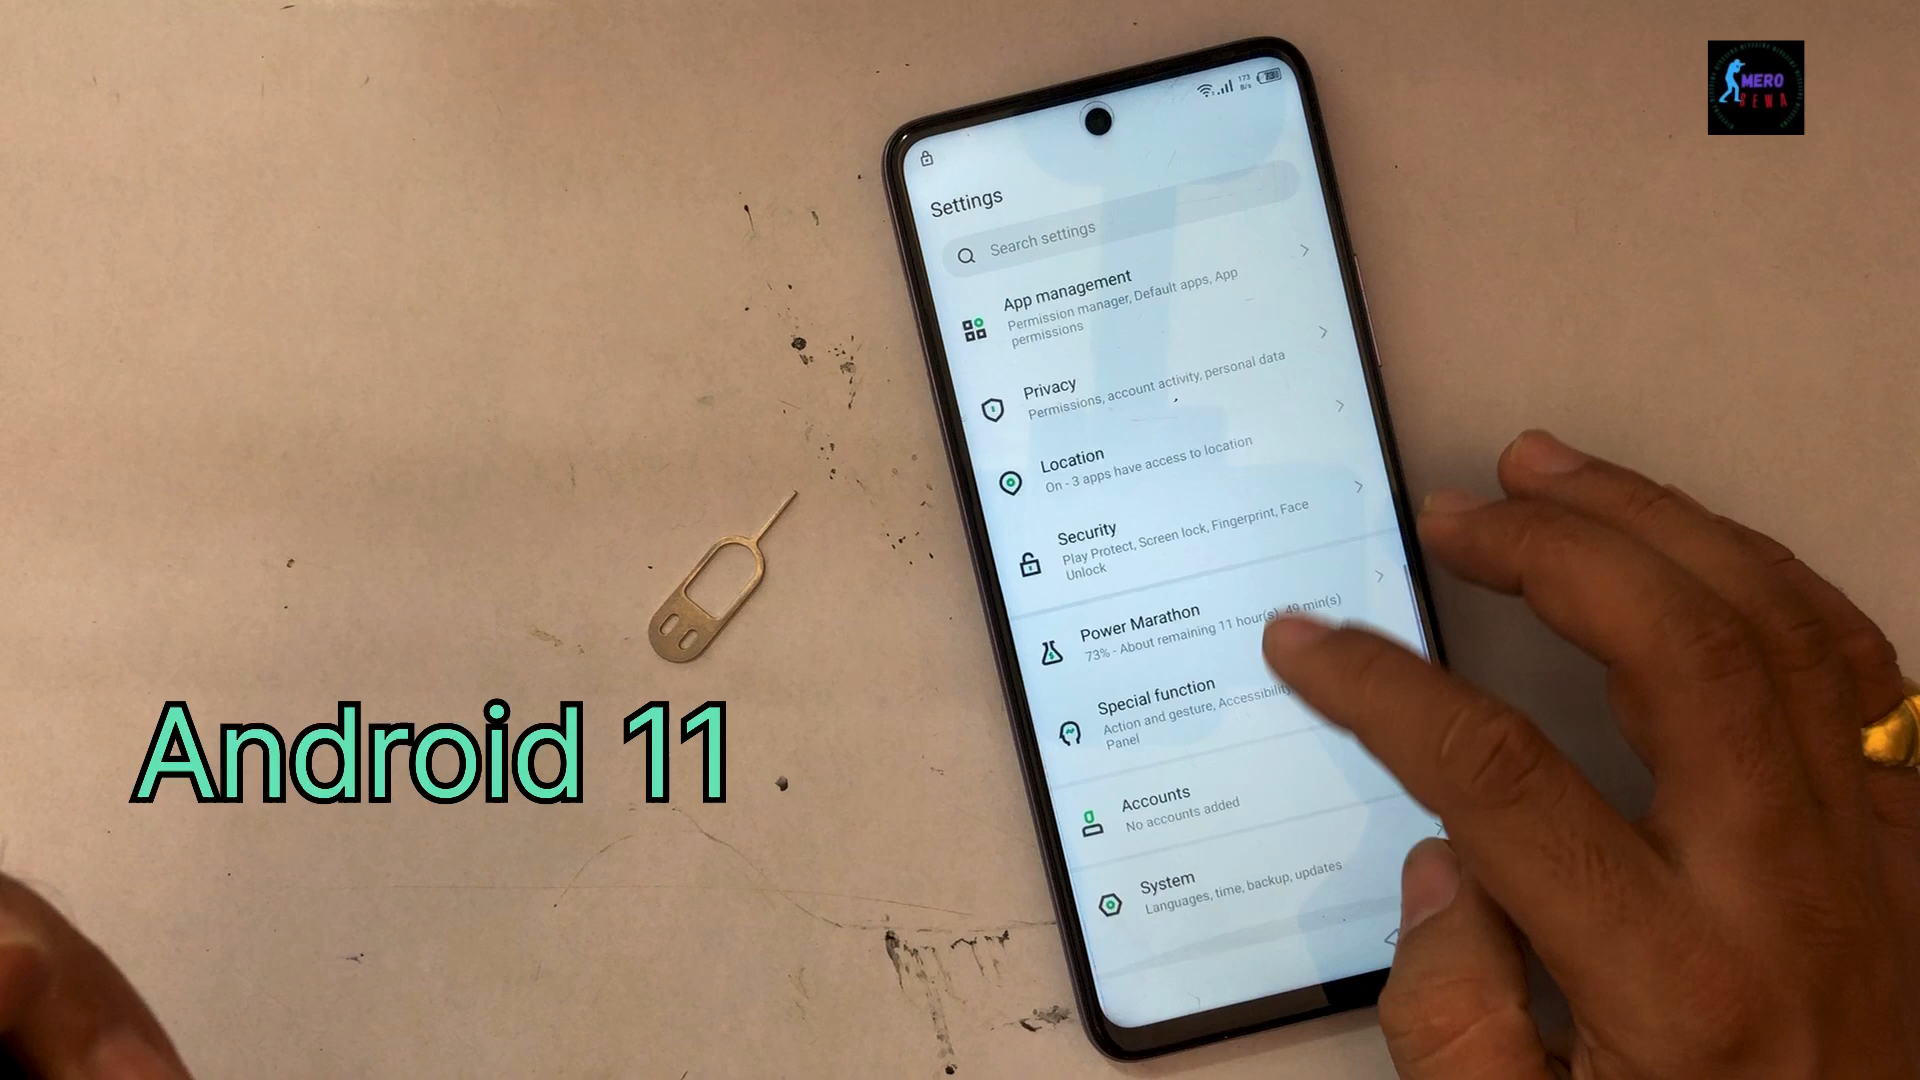 MERO
SEWA
173
B/s
73
Settings
Search settings
App management
Permission manager, Default apps, App
permissions
Privacy
Permissions, account activity, personal data
Location
On - 3 apps have access to location
Security
Play Protect, Screen lock, Fingerprint, Face
Unlock
Power Marathon
73% - About remaining 11 hour(s) 49 min(s)
Special function
Action and gesture, Accessibility
Panel
Accounts
No accounts added
System
Languages, time, backup, updates
Android 11